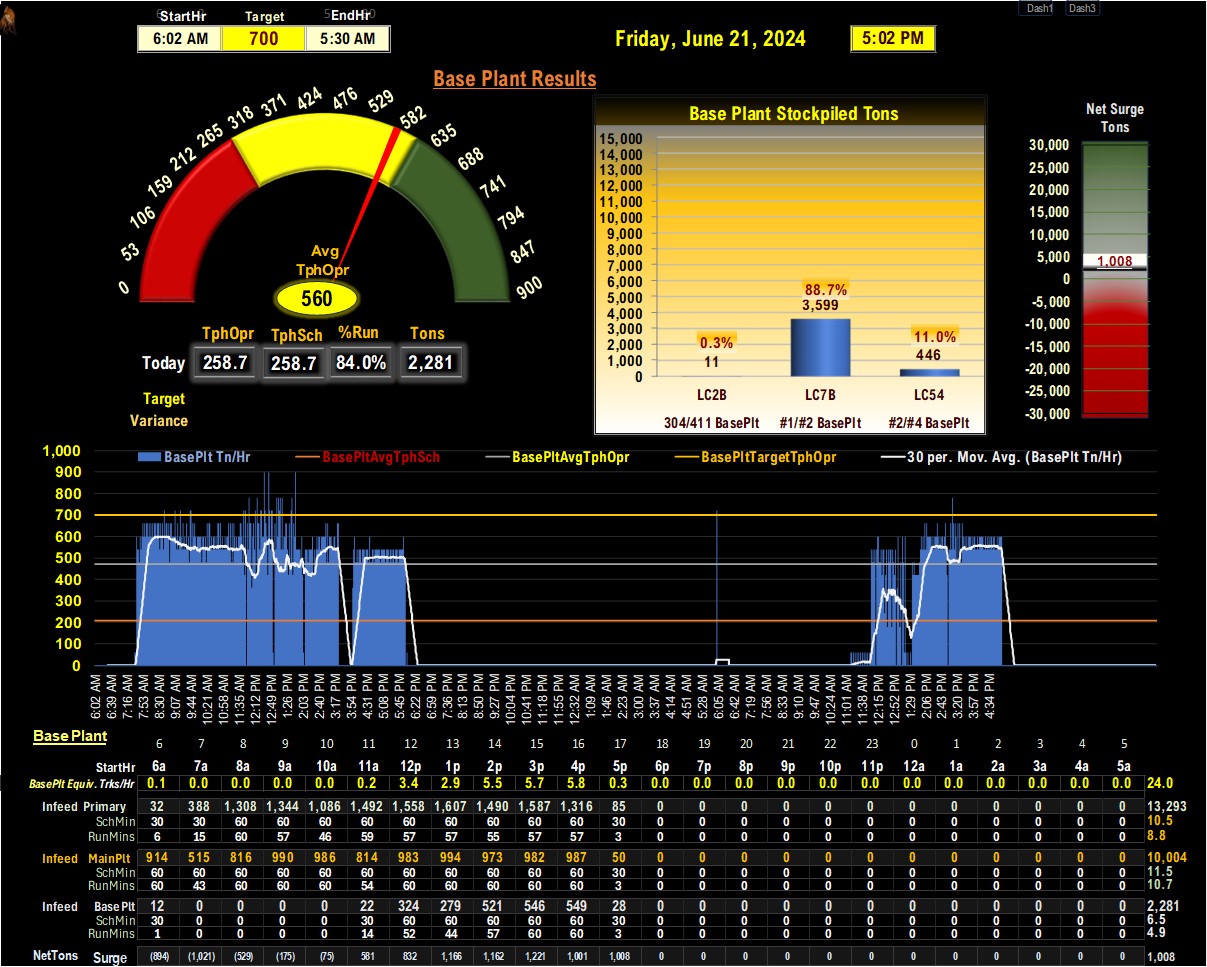 StartHr Target EndHr
6:02 AM 700 5:30 AM
Friday, June 21, 2024 5:02 PM
Dash1 Dash3
Base Plant Results
0 53 106 159 212 265 318 371 424 476 529 582 635 688 741 794 847 900
Avg
TphOpr
560
TphOpr TphSch %Run Tons
Today 258.7 258.7 84.0% 2,281
Target
Variance
Base Plant Stockpiled Tons
15,000
14,000
13,000
12,000
11,000
10,000
9,000
8,000
7,000
6,000
5,000
4,000
3,000
2,000
1,000
0
0.3% 88.7% 11.0%
11 3,599 446
LC2B LC7B LC54
304/411 BasePlt #1/#2 BasePlt #2/#4 BasePlt
Net Surge
Tons
30,000
25,000
20,000
15,000
10,000
5,000
0
-5,000
-10,000
-15,000
-20,000
-25,000
-30,000
1,008
BasePlt Tn/Hr BasePltAvgTphSch BasePltAvgTphOpr BasePltTargetTphOpr 30 per. Mov. Avg. (BasePlt Tn/Hr)
1,000
900
800
700
600
500
400
300
200
100
0
6:02 AM 6:39 AM 7:16 AM 7:53 AM 8:30 AM 9:07 AM 9:44 AM 10:21 AM 10:58 AM 11:35 AM 12:12 PM 12:49 PM 1:26 PM 2:03 PM 2:40 PM 3:17 PM 3:54 PM 4:31 PM 5:08 PM 5:45 PM 6:22 PM 6:59 PM 7:36 PM 8:13 PM 8:50 PM 9:27 PM 10:04 PM 10:41 PM 11:18 PM 11:55 PM 12:32 AM 1:09 AM 1:46 AM 2:23 AM 3:00 AM 3:37 AM 4:14 AM 4:51 AM 5:28 AM 6:05 AM 6:42 AM 7:19 AM 7:56 AM 8:33 AM 9:10 AM 9:47 AM 10:24 AM 11:01 AM 11:38 AM 12:15 PM 12:52 PM 1:29 PM 2:06 PM 2:43 PM 3:20 PM 3:57 PM 4:34 PM
Base Plant
6 7 8 9 10 11 12 13 14 15 16 17 18 19 20 21 22 23 0 1 2 3 4 5
StartHr 6a 7a 8a 9a 10a 11a 12p 1p 2p 3p 4p 5p 6p 7p 8p 9p 10p 11p 12a 1a 2a 3a 4a 5a
BasePlt Equiv. Trks/Hr 0.1 0.0 0.0 0.0 0.0 0.2 3.4 2.9 5.5 5.7 5.8 0.3 0.0 0.0 0.0 0.0 0.0 0.0 0.0 0.0 0.0 0.0 0.0 0.0 24.0
Infeed Primary 32 388 1,308 1,344 1,086 1,492 1,558 1,607 1,490 1,587 1,316 85 0 0 0 0 0 0 0 0 0 0 0 0 13,293
SchMin 30 30 60 60 60 60 60 60 60 60 60 30 0 0 0 0 0 0 0 0 0 0 0 0 10.5
RunMins 6 15 60 57 46 59 57 57 55 57 57 3 0 0 0 0 0 0 0 0 0 0 0 0 8.8
Infeed MainPlt 914 515 816 990 986 814 983 994 973 982 987 50 0 0 0 0 0 0 0 0 0 0 0 0 10,004
SchMin 60 60 60 60 60 60 60 60 60 60 60 30 0 0 0 0 0 0 0 0 0 0 0 0 11.5
RunMins 60 43 60 60 60 54 60 60 60 60 60 3 0 0 0 0 0 0 0 0 0 0 0 0 10.7
Infeed BasePlt 12 0 0 0 0 22 324 279 521 546 549 28 0 0 0 0 0 0 0 0 0 0 0 0 2,281
SchMin 30 0 0 0 0 30 60 60 60 60 60 30 0 0 0 0 0 0 0 0 0 0 0 0 6.5
RunMins 1 0 0 0 0 14 52 44 57 60 60 3 0 0 0 0 0 0 0 0 0 0 0 0 4.9
NetTons Surge (894) (1,021) (529) (175) (75) 581 832 1,166 1,162 1,221 1,001 1,008 0 0 0 0 0 0 0 0 0 0 0 0 1,008